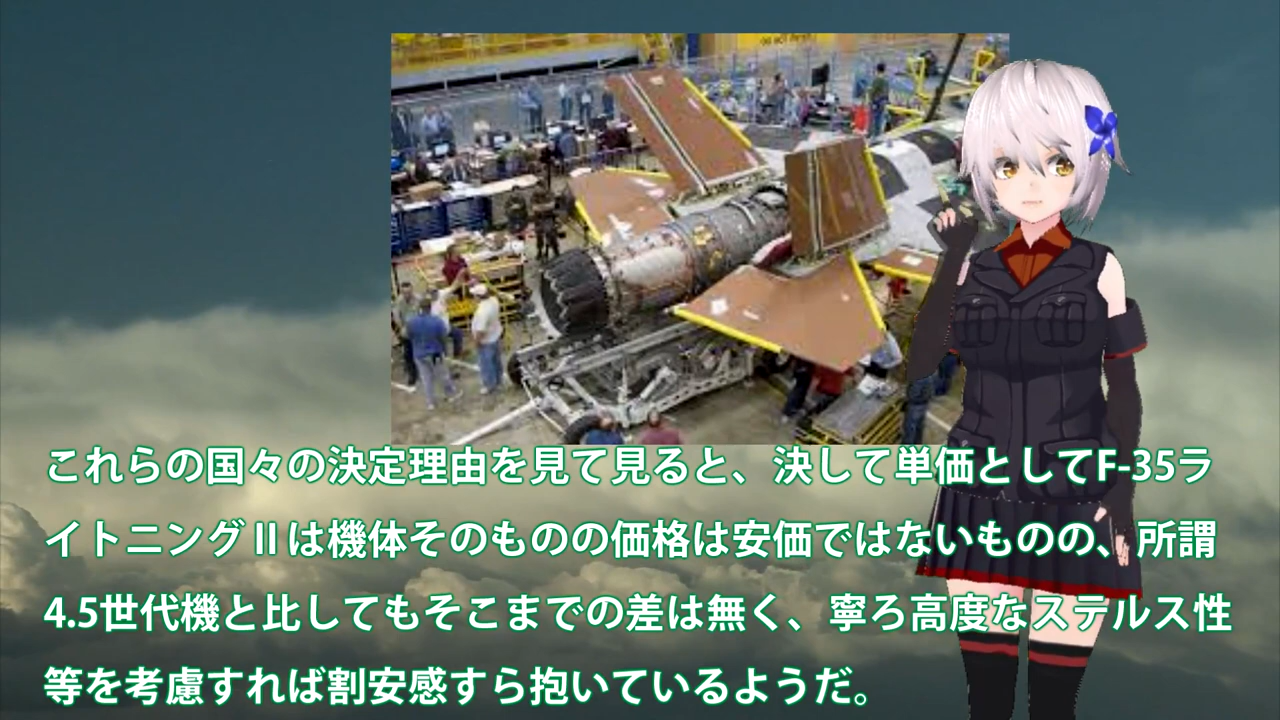 これらの国々の決定理由を見て見ると、決して単価としてF-35ラ
イトニングⅡは機体そのものの価格は安価ではないものの、所謂
4.5世代機と比してもそこまでの差は無く、寧ろ高度なステルス性
等を考慮すれば割安感すら抱いているようだ。